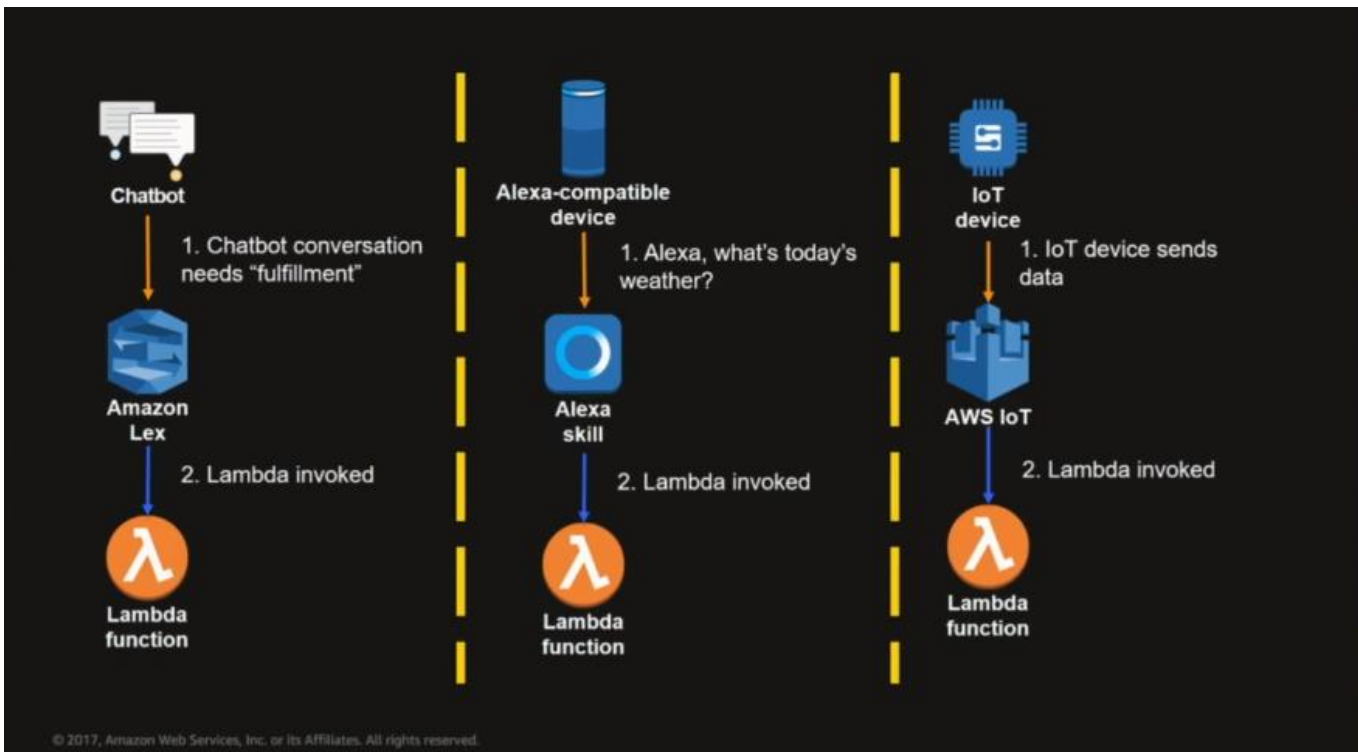 Chatbot
1. Chatbot conversation
needs “fulfillment”
Amazon
Lex
2. Lambda invoked
Lambda
function
Alexa-compatible
device
1. Alexa, what's today's
weather?
Alexa
skill
2. Lambda invoked
Lambda
function
IoT
device
1. IoT device sends
data
AWS IoT
2. Lambda invoked
Lambda
function
© 2017, Amazon Web Services, Inc. or its Affiliates. All rights reserved.